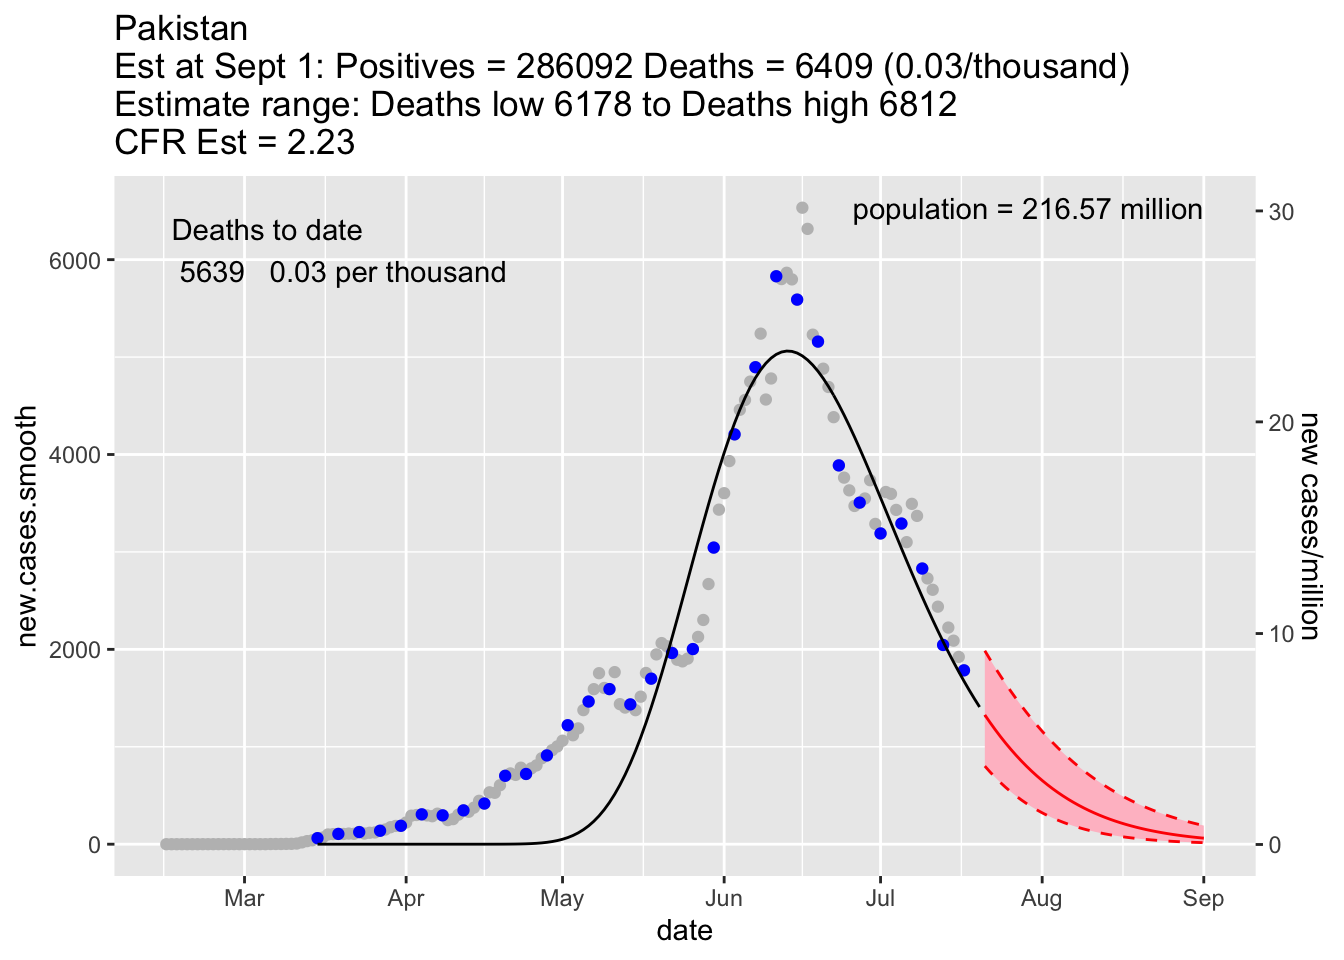 Pakistan
Est at Sept 1: Positives = 286092 Deaths = 6409 (0.03/thousand)
Estimate range: Deaths low 6178 to Deaths high 6812
CFR Est = 2.23
population = 216.57 million
Deaths to date
5639 0.03 per thousand
new.cases.smooth
6000
4000
2000
0
30
20
10
0
new cases/million
Mar Apr May Jun Jul Aug Sep
date